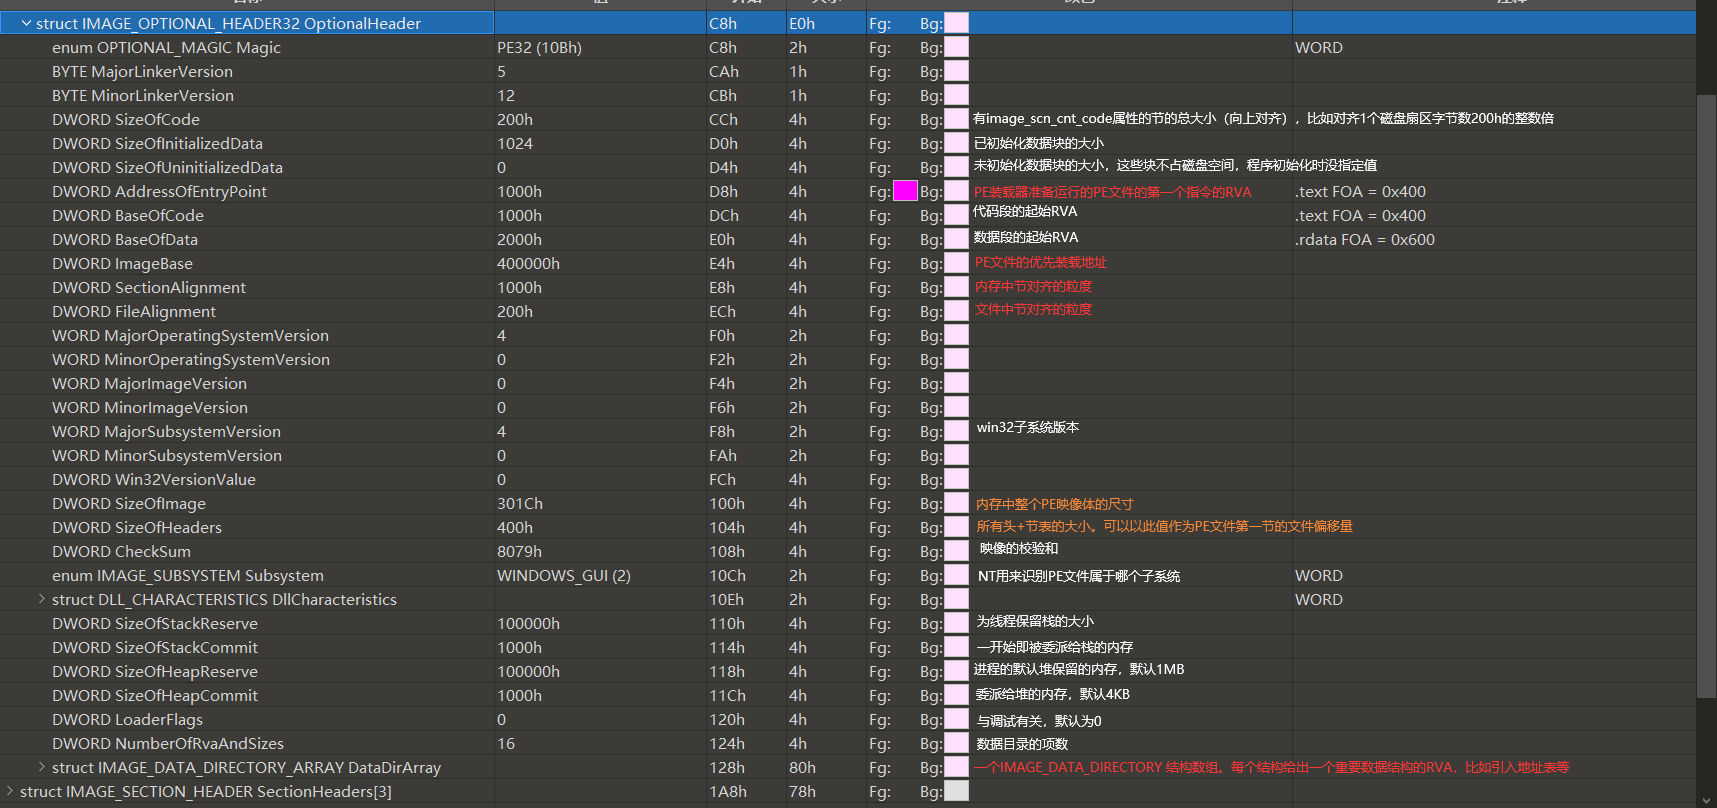 struct IMAGE_OPTIONAL_HEADER32 OptionalHeader C8h E0h Fg: Bg:
enum OPTIONAL_MAGIC Magic PE32 (10Bh) C8h 2h Fg: Bg: WORD
BYTE MajorLinkerVersion 5 CAh 1h Fg: Bg:
BYTE MinorLinkerVersion 12 CBh 1h Fg: Bg:
DWORD SizeOfCode 200h CCh 4h Fg: Bg: 有image_scn_cnt_code属性的节的总大小（向上对齐），比如对齐1个磁盘扇区字节数200h的整数倍
DWORD SizeOfInitializedData 1024 D0h 4h Fg: Bg: 已初始化数据块的大小
DWORD SizeOfUninitializedData 0 D4h 4h Fg: Bg: 未初始化数据块的大小，这些块不占磁盘空间，程序初始化时没指定值
DWORD AddressOfEntryPoint 1000h D8h 4h Fg: Bg: PE装载器准备运行的PE文件的第一个指令的RVA .text FOA = 0x400
DWORD BaseOfCode 1000h DCh 4h Fg: Bg: 代码段的起始RVA .text FOA = 0x400
DWORD BaseOfData 2000h E0h 4h Fg: Bg: 数据段的起始RVA .rdata FOA = 0x600
DWORD ImageBase 400000h E4h 4h Fg: Bg: PE文件的优先装载地址
DWORD SectionAlignment 1000h E8h 4h Fg: Bg: 内存中节对齐的粒度
DWORD FileAlignment 200h ECh 4h Fg: Bg: 文件中节对齐的粒度
WORD MajorOperatingSystemVersion 4 F0h 2h Fg: Bg:
WORD MinorOperatingSystemVersion 0 F2h 2h Fg: Bg:
WORD MajorImageVersion 0 F4h 2h Fg: Bg:
WORD MinorImageVersion 0 F6h 2h Fg: Bg:
WORD MajorSubsystemVersion 4 F8h 2h Fg: Bg: win32子系统版本
WORD MinorSubsystemVersion 0 FAh 2h Fg: Bg:
DWORD Win32VersionValue 0 FCh 4h Fg: Bg:
DWORD SizeOfImage 301Ch 100h 4h Fg: Bg: 内存中整个PE映像体的尺寸
DWORD SizeOfHeaders 400h 104h 4h Fg: Bg: 所有头+节表的大小。可以以此值作为PE文件第一节的文件偏移量
DWORD CheckSum 8079h 108h 4h Fg: Bg: 映像的校验和
enum IMAGE_SUBSYSTEM Subsystem WINDOWS_GUI (2) 10Ch 2h Fg: Bg: NT用来识别PE文件属于哪个子系统 WORD
struct DLL_CHARACTERISTICS DllCharacteristics 10Eh 2h Fg: Bg: WORD
DWORD SizeOfStackReserve 100000h 110h 4h Fg: Bg: 为线程保留栈的大小
DWORD SizeOfStackCommit 1000h 114h 4h Fg: Bg: 一开始即被委派给栈的内存
DWORD SizeOfHeapReserve 100000h 118h 4h Fg: Bg: 进程的默认堆保留的内存，默认1MB
DWORD SizeOfHeapCommit 1000h 11Ch 4h Fg: Bg: 委派给堆的内存，默认4KB
DWORD LoaderFlags 0 120h 4h Fg: Bg: 与调试有关，默认为0
DWORD NumberOfRvaAndSizes 16 124h 4h Fg: Bg: 数据目录的项数
struct IMAGE_DATA_DIRECTORY_ARRAY DataDirArray 128h 80h Fg: Bg: 一个IMAGE_DATA_DIRECTORY 结构数组。每个结构给出一个重要数据结构的RVA，比如引入地址表等
struct IMAGE_SECTION_HEADER SectionHeaders[3] 1A8h 78h Fg: Bg: